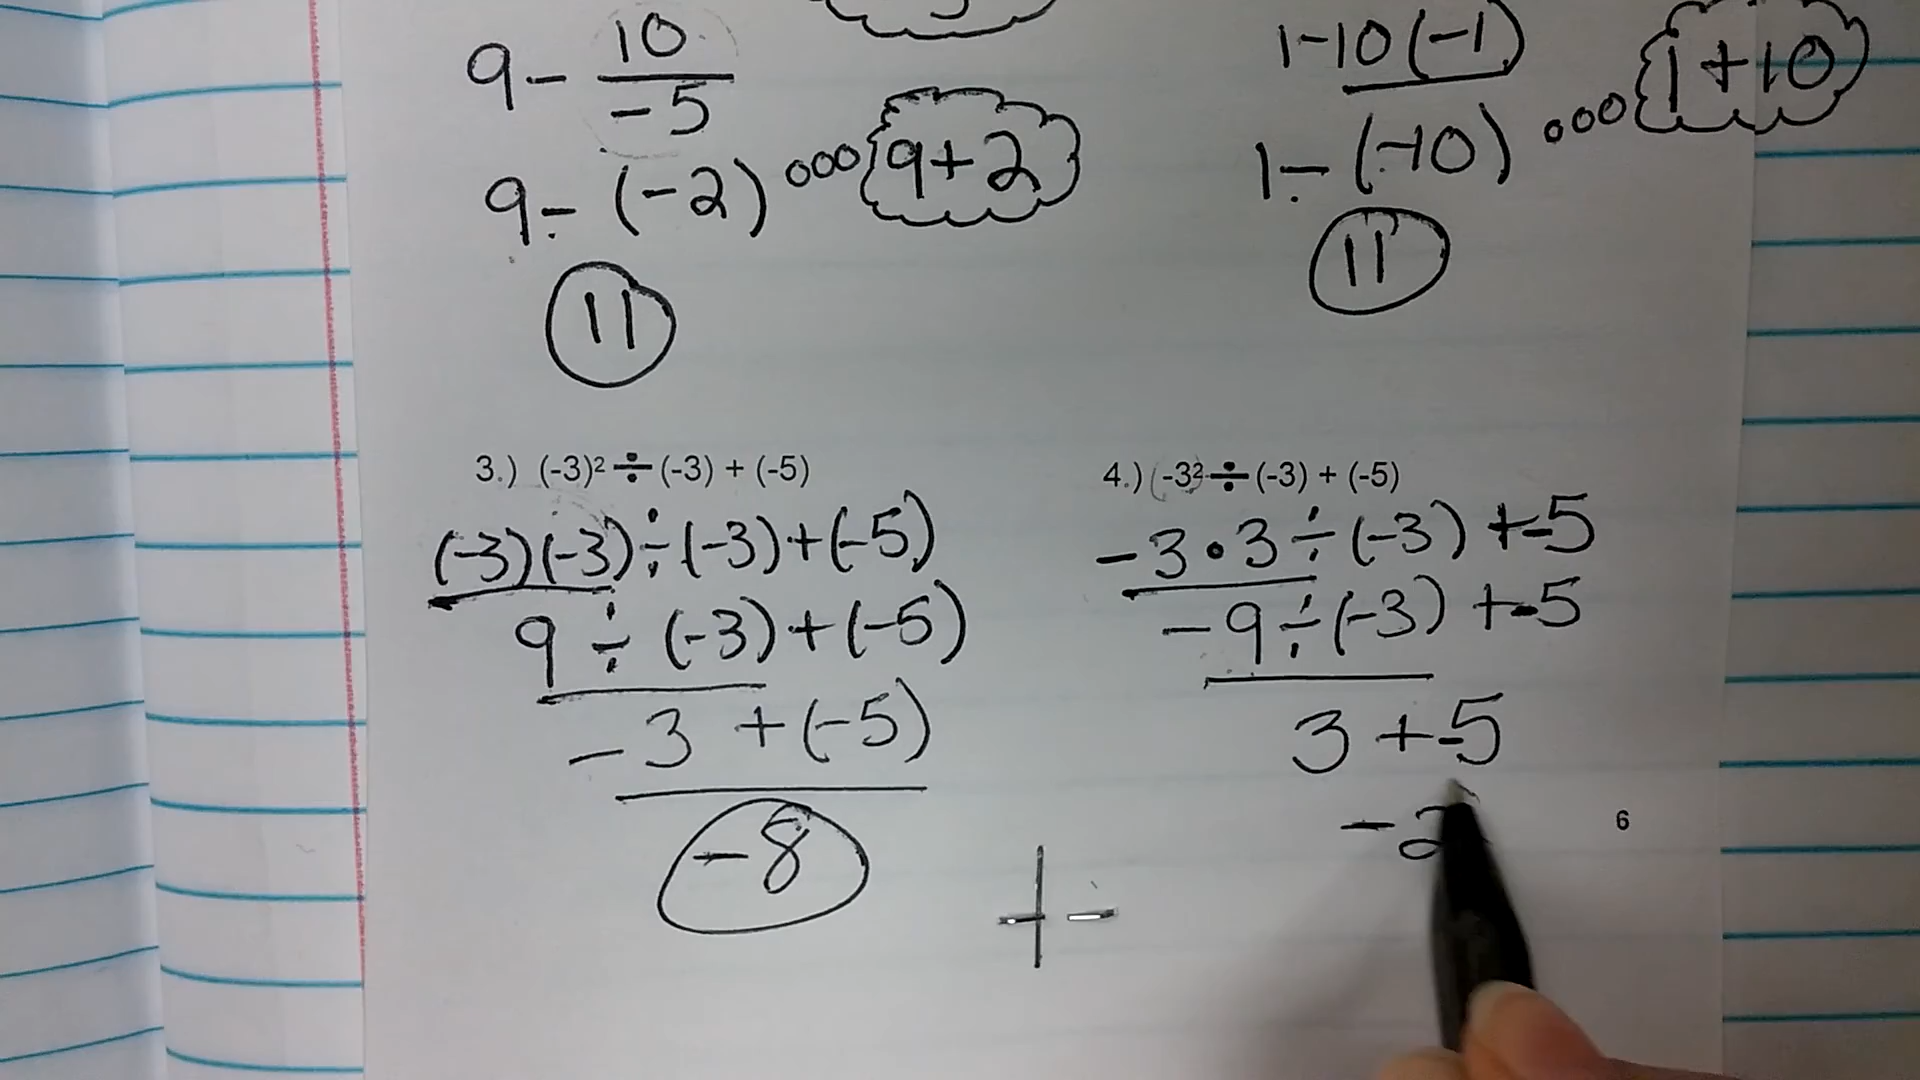 9 - 10
-5
9 - (-2) 9+2
11
1-10(-1) 1+10
1 - (-10)
11
3.) (-3)² ÷ (-3) + (-5)
(-3)(-3) ÷ (-3) + (-5)
9 ÷ (-3) + (-5)
-3 + (-5)
-8
4.) (-3²) ÷ (-3) + (-5)
-3 • 3 ÷ (-3) + -5
-9 ÷ (-3) + -5
3 + -5
-2
+ -
6